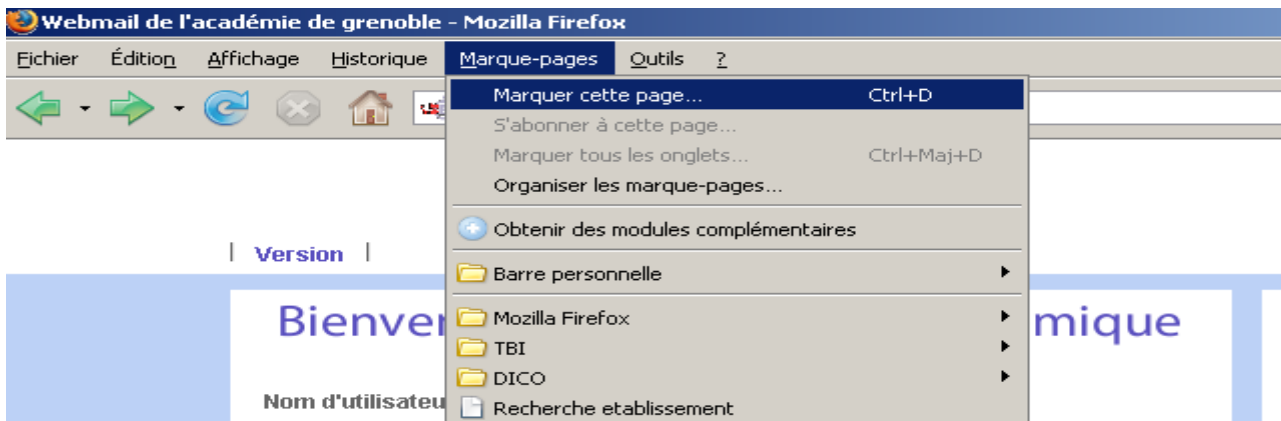 Webmail de l'académie de grenoble - Mozilla Firefox
Fichier Édition Affichage Historique Marque-pages Outils ?
Marquer cette page... Ctrl+D
S'abonner à cette page...
Marquer tous les onglets... Ctrl+Maj+D
Organiser les marque-pages...
Obtenir des modules complémentaires
| Version |
Barre personnelle
Mozilla Firefox
TBI
DICO
Recherche etablissement
Bienver mique
Nom d'utilisateu